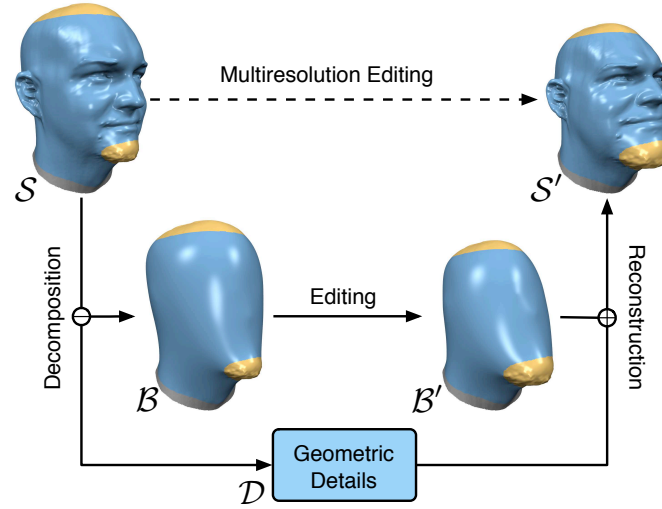 Multiresolution Editing
𝒮
𝒮′
Decomposition
Editing
Reconstruction
ℬ
ℬ′
Geometric
Details
𝒟